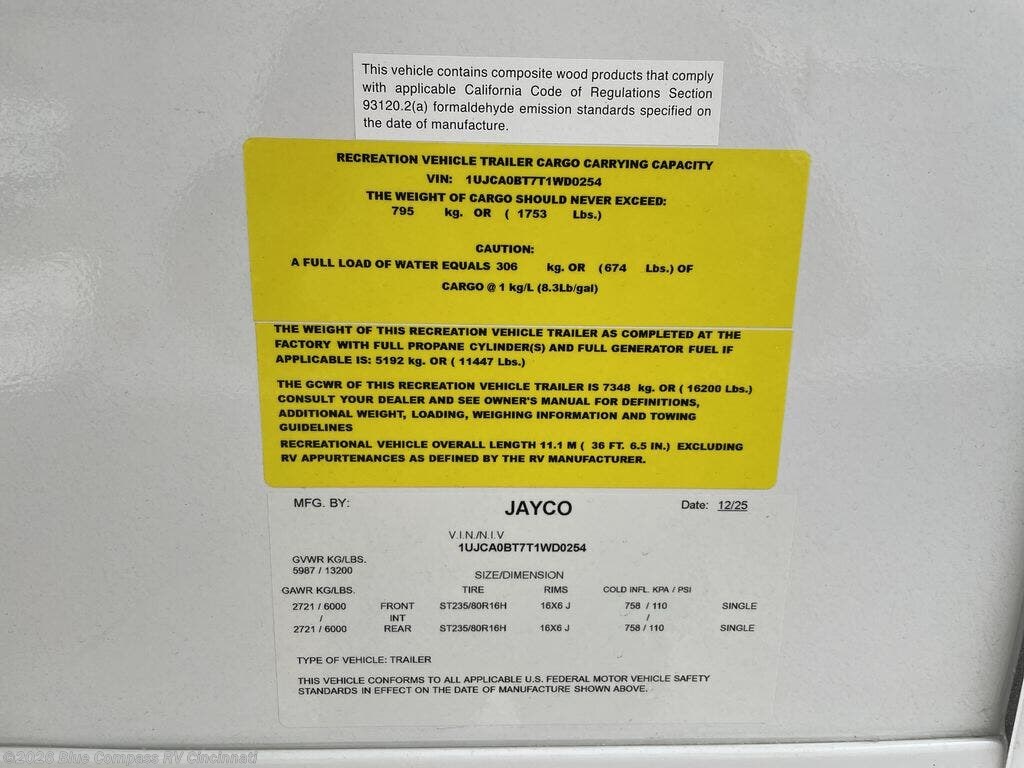 This vehicle contains composite wood products that comply
with applicable California Code of Regulations Section
93120.2(a) formaldehyde emission standards specified on
the date of manufacture.
RECREATION VEHICLE TRAILER CARGO CARRYING CAPACITY
VIN: 1UJCA0BT7T1WD0254
THE WEIGHT OF CARGO SHOULD NEVER EXCEED:
795 kg. OR ( 1753 Lbs.)
CAUTION:
A FULL LOAD OF WATER EQUALS 306 kg. OR (674 Lbs.) OF
CARGO @ 1 kg/L (8.3Lb/gal)
THE WEIGHT OF THIS RECREATION VEHICLE TRAILER AS COMPLETED AT THE
FACTORY WITH FULL PROPANE CYLINDER(S) AND FULL GENERATOR FUEL IF
APPLICABLE IS: 5192 kg. OR ( 11447 Lbs.)
THE GCWR OF THIS RECREATION VEHICLE TRAILER IS 7348 kg. OR ( 16200 Lbs.)
CONSULT YOUR DEALER AND SEE OWNER'S MANUAL FOR DEFINITIONS,
ADDITIONAL WEIGHT, LOADING, WEIGHING INFORMATION AND TOWING
GUIDELINES
RECREATIONAL VEHICLE OVERALL LENGTH 11.1 M ( 36 FT. 6.5 IN.) EXCLUDING
RV APPURTENANCES AS DEFINED BY THE RV MANUFACTURER.
MFG. BY: JAYCO Date: 12/25
V.I.N./N.I.V
1UJCA0BT7T1WD0254
GVWR KG/LBS.
5987 / 13200
SIZE/DIMENSION
GAWR KG/LBS. TIRE RIMS COLD INFL. KPA / PSI
2721 / 6000 FRONT ST235/80R16H 16X6 J 758 / 110 SINGLE
/ INT /
2721 / 6000 REAR ST235/80R16H 16X6 J 758 / 110 SINGLE
TYPE OF VEHICLE: TRAILER
THIS VEHICLE CONFORMS TO ALL APPLICABLE U.S. FEDERAL MOTOR VEHICLE SAFETY
STANDARDS IN EFFECT ON THE DATE OF MANUFACTURE SHOWN ABOVE.
©2026 Blue Compass RV Cincinnati